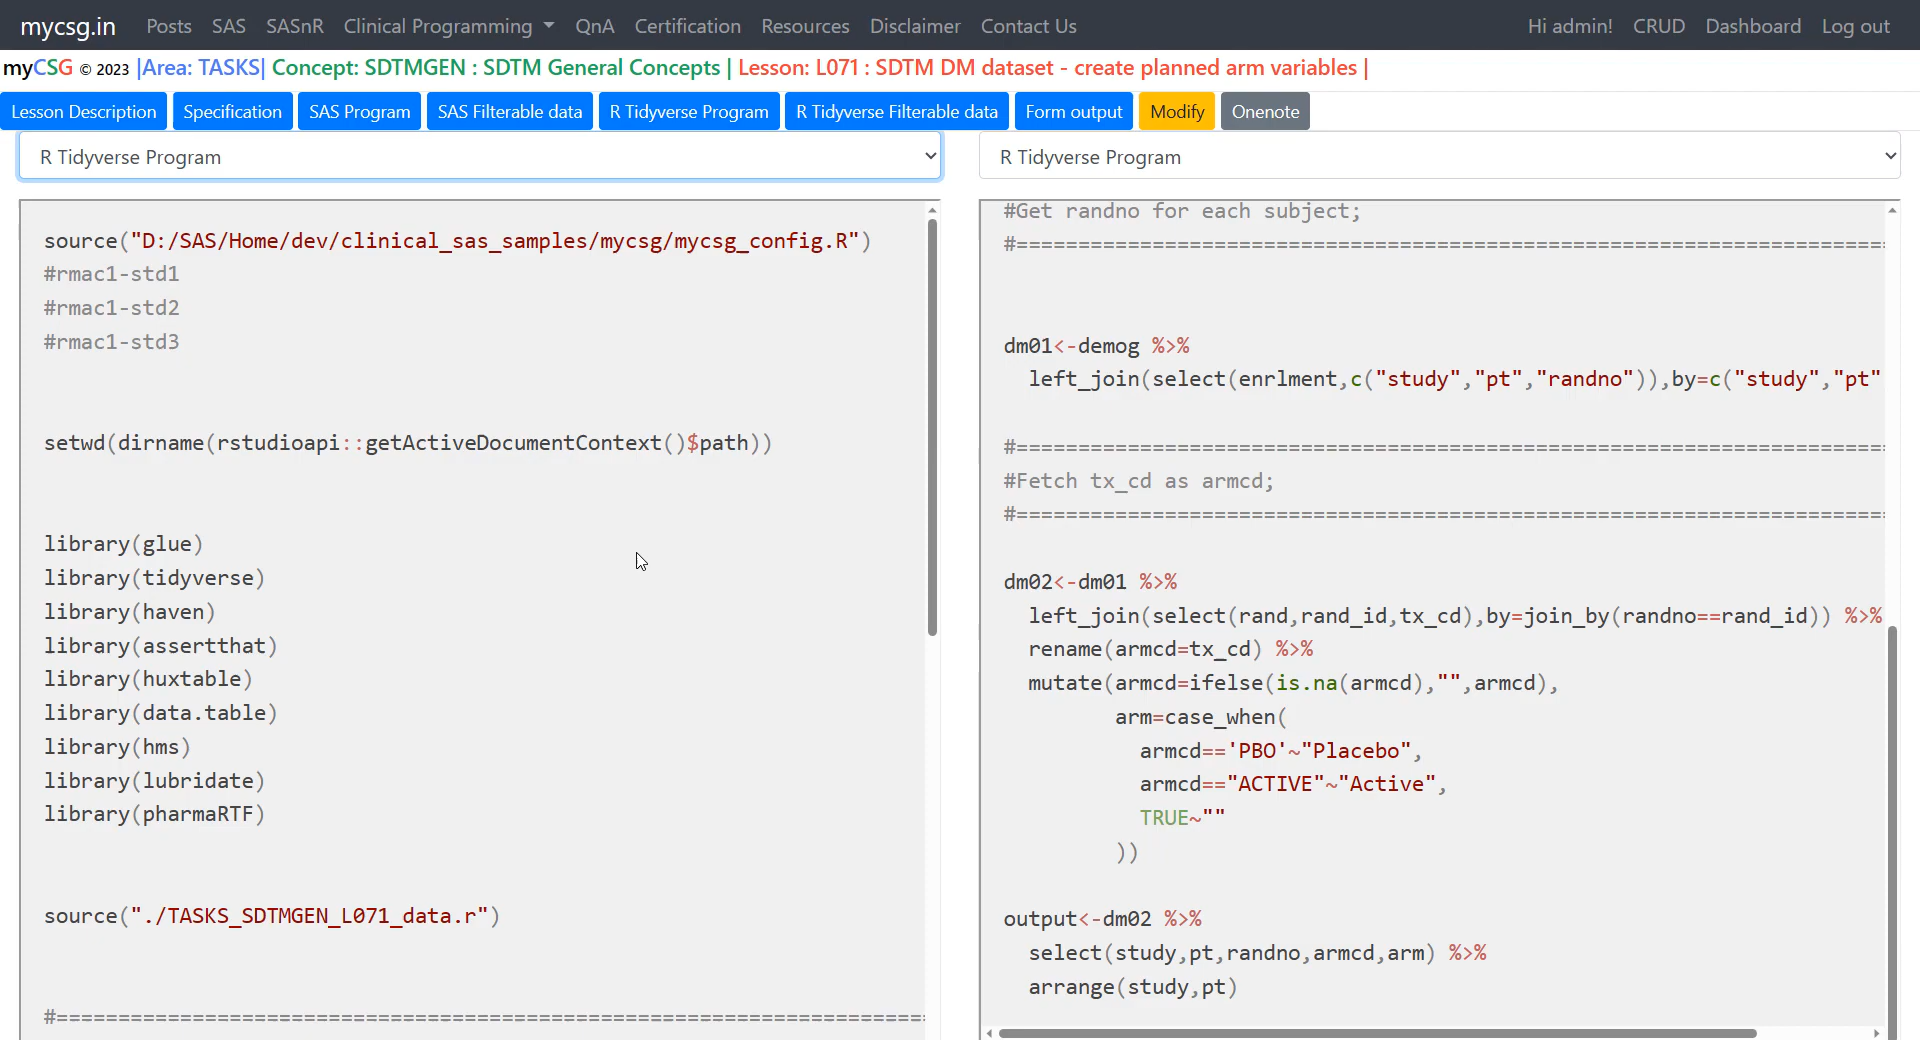 mycsg.in Posts SAS SASnR Clinical Programming QnA Certification Resources Disclaimer Contact Us Hi admin! CRUD Dashboard Log out
myCSG © 2023 |Area: TASKS| Concept: SDTMGEN : SDTM General Concepts | Lesson: L071 : SDTM DM dataset - create planned arm variables |
Lesson Description Specification SAS Program SAS Filterable data R Tidyverse Program R Tidyverse Filterable data Form output Modify Onenote
R Tidyverse Program
source("D:/SAS/Home/dev/clinical_sas_samples/mycsg/mycsg_config.R")
#rmac1-std1
#rmac1-std2
#rmac1-std3
setwd(dirname(rstudioapi::getActiveDocumentContext()$path))
library(glue)
library(tidyverse)
library(haven)
library(assertthat)
library(huxtable)
library(data.table)
library(hms)
library(lubridate)
library(pharmaRTF)
source("./TASKS_SDTMGEN_L071_data.r")
#=======================================================================
R Tidyverse Program
#Get randno for each subject;
#=======================================================================
dm01<-demog %>%
  left_join(select(enrlment,c("study","pt","randno")),by=c("study","pt"
#=======================================================================
#Fetch tx_cd as armcd;
#=======================================================================
dm02<-dm01 %>%
  left_join(select(rand,rand_id,tx_cd),by=join_by(randno==rand_id)) %>%
  rename(armcd=tx_cd) %>%
  mutate(armcd=ifelse(is.na(armcd),"",armcd),
         arm=case_when(
           armcd=='PBO'~"Placebo",
           armcd=="ACTIVE"~"Active",
           TRUE~""
         ))
output<-dm02 %>%
  select(study,pt,randno,armcd,arm) %>%
  arrange(study,pt)